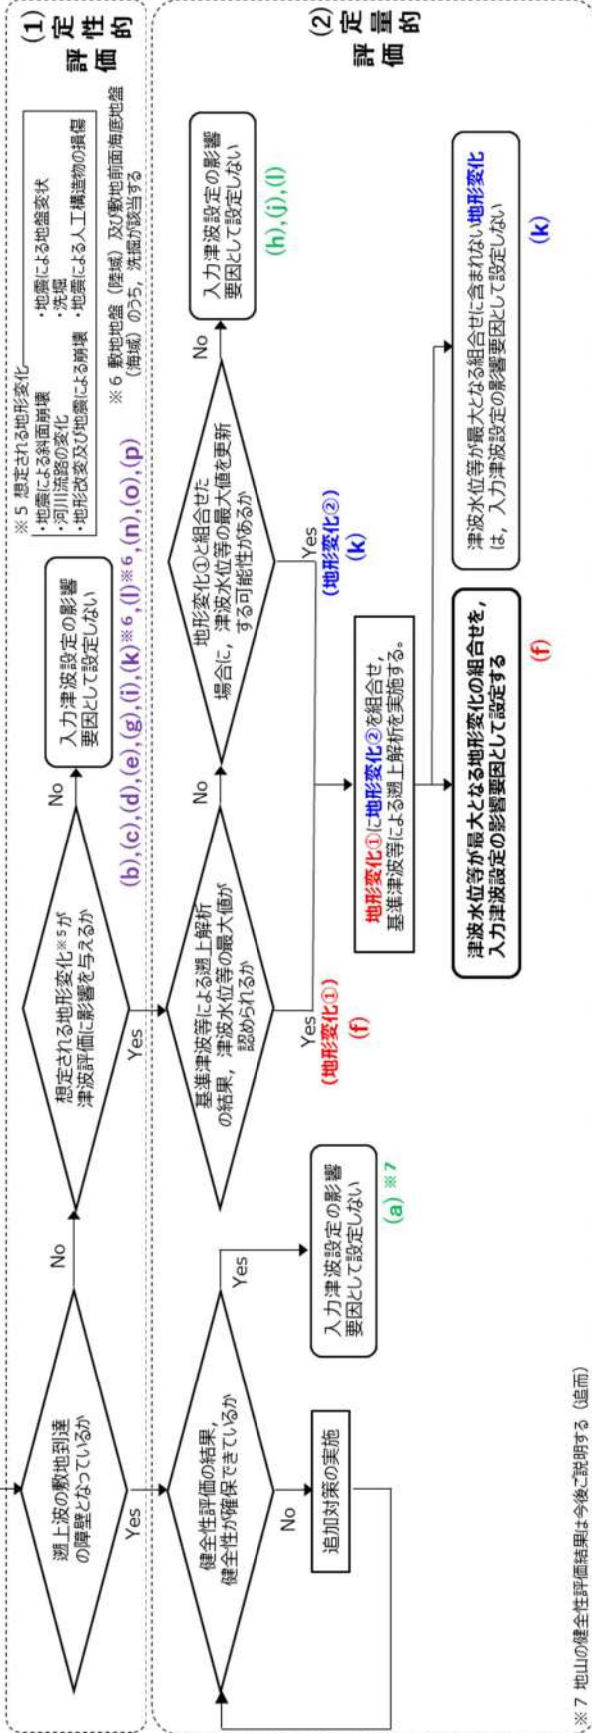 (1)
定性的
評価
遡上波の敷地到達
の障壁となっているか
No
Yes
想定される地形変化※5が
津波評価に影響を与えるか
No
Yes
入力津波設定の影響
要因として設定しない
(b),(c),(d),(e),(g),(i),(k)※6,(l)※6,(n),(o),(p)
※5 想定される地形変化
・地震による斜面崩壊
・地震による地盤変状
・河川流路の変化
・洗掘
・地形改変及び地震による崩壊
・地震による人工構造物の損傷
※6 敷地地盤(陸域)及び敷地前面海底地盤
(海域)のうち,洗掘が該当する
(2)
定量的
評価
健全性評価の結果,
健全性が確保できているか
Yes
No
追加対策の実施
入力津波設定の影響
要因として設定しない
(a)※7
基準津波等による遡上解析
の結果,津波水位等の最大値が
認められるか
No
Yes
(地形変化①)
(f)
地形変化①と組合せた
場合に,津波水位等の最大値を更新
する可能性があるか
No
Yes
(地形変化②)
(k)
入力津波設定の影響
要因として設定しない
(h),(j),(l)
地形変化①に地形変化②を組合せ,
基準津波等による遡上解析を実施する。
津波水位等が最大となる地形変化の組合せを,
入力津波設定の影響要因として設定する
(f)
津波水位等が最大となる組合せに含まれない地形変化
は,入力津波設定の影響要因として設定しない
(k)
※7 地山の健全性評価結果は今後ご説明する(追而)